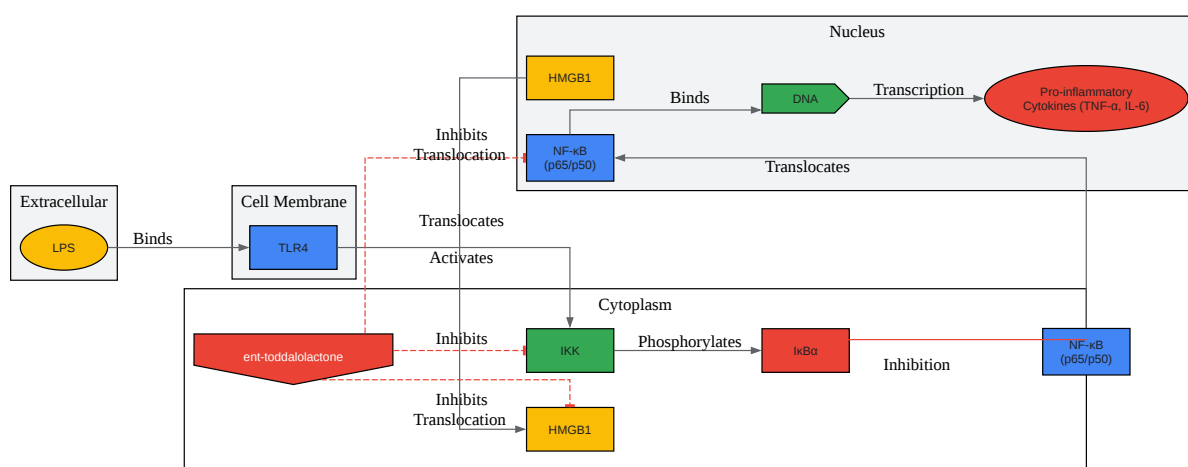 Nucleus
HMGB1
DNA
Pro-inflammatory
Cytokines (TNF-α, IL-6)
Binds
Transcription
Inhibits
Translocation
NF-κB
(p65/p50)
Translocates
Extracellular
LPS
Binds
Cell Membrane
TLR4
Translocates
Activates
Cytoplasm
ent-toddalolactone
Inhibits
IKK
Phosphorylates
IκBα
Inhibition
NF-κB
(p65/p50)
Inhibits
Translocation
HMGB1